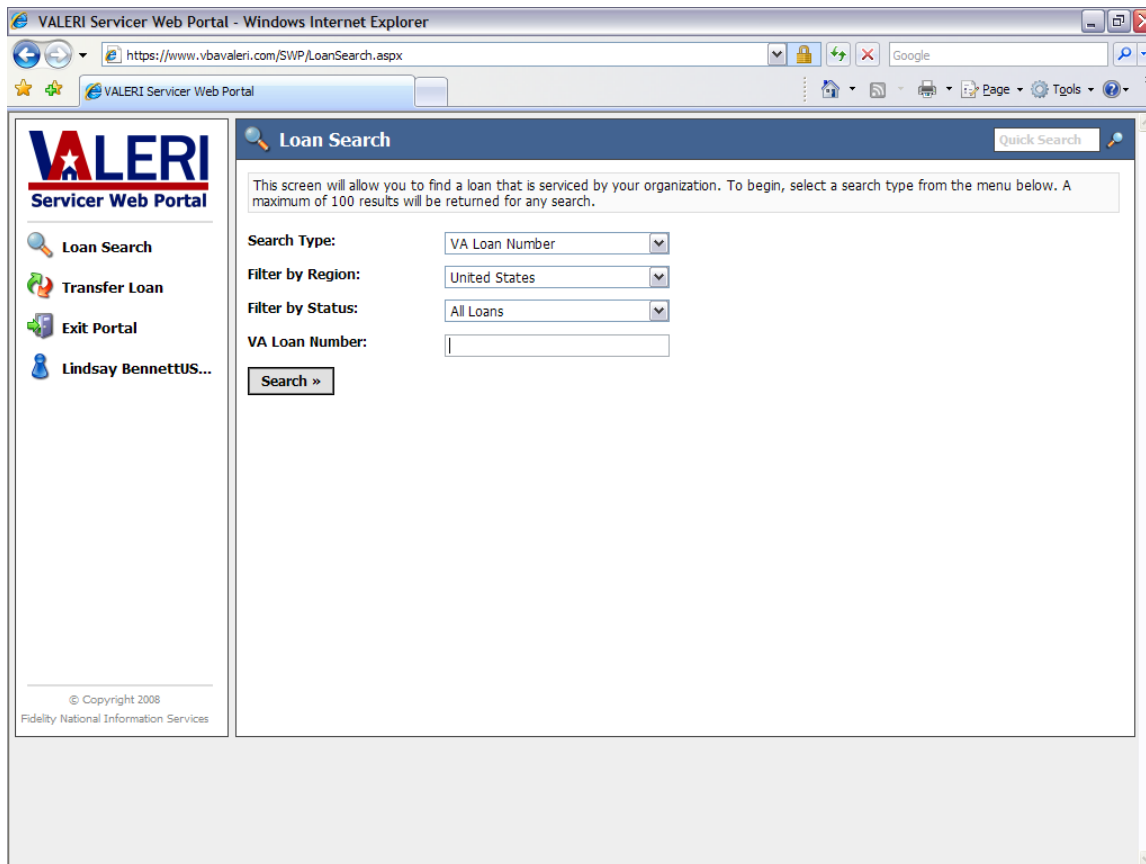 VALERI Servicer Web Portal - Windows Internet Explorer
https://www.vbavaleri.com/SWP/LoanSearch.aspx
Google
VALERI Servicer Web Portal
Page
Tools
VALERI
Servicer Web Portal
Loan Search
Transfer Loan
Exit Portal
Lindsay BennettUS...
© Copyright 2008
Fidelity National Information Services
Loan Search
Quick Search
This screen will allow you to find a loan that is serviced by your organization. To begin, select a search type from the menu below. A
maximum of 100 results will be returned for any search.
Search Type:
VA Loan Number
Filter by Region:
United States
Filter by Status:
All Loans
VA Loan Number:
Search »